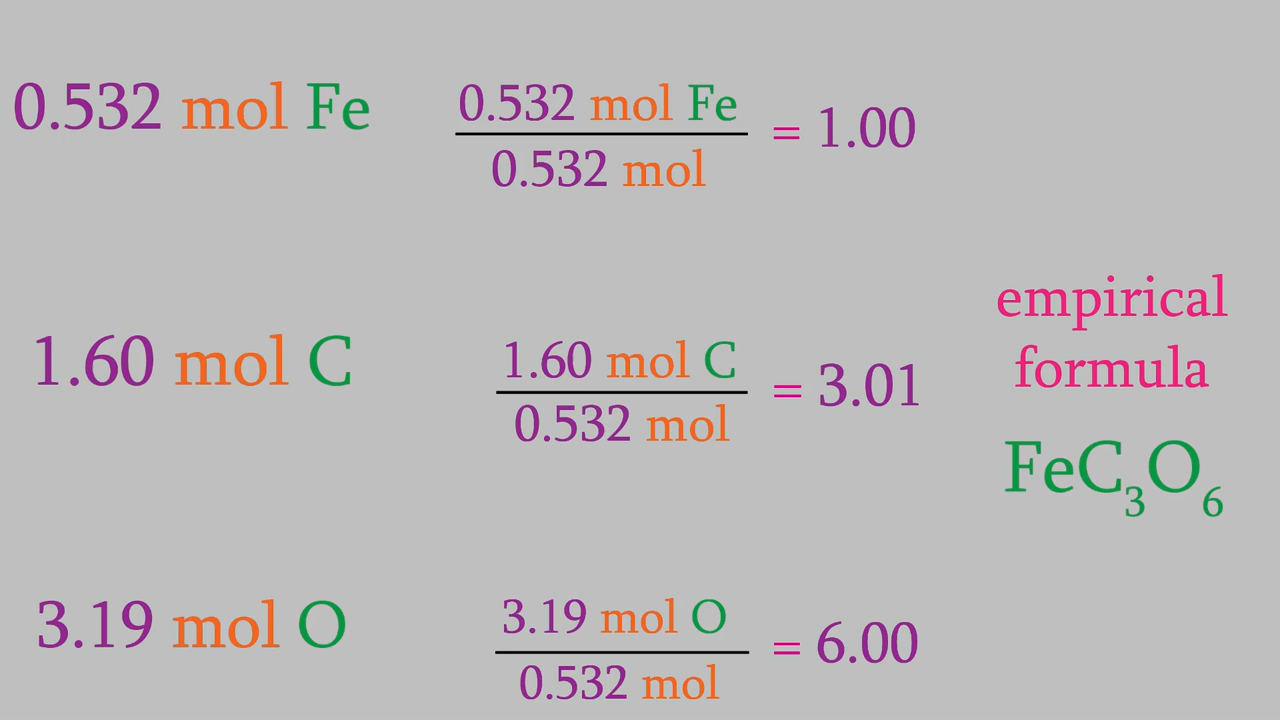 0.532 mol Fe
0.532 mol Fe
0.532 mol
= 1.00
1.60 mol C
1.60 mol C
0.532 mol
= 3.01
empirical
formula
FeC₃O₆
3.19 mol O
3.19 mol O
0.532 mol
= 6.00